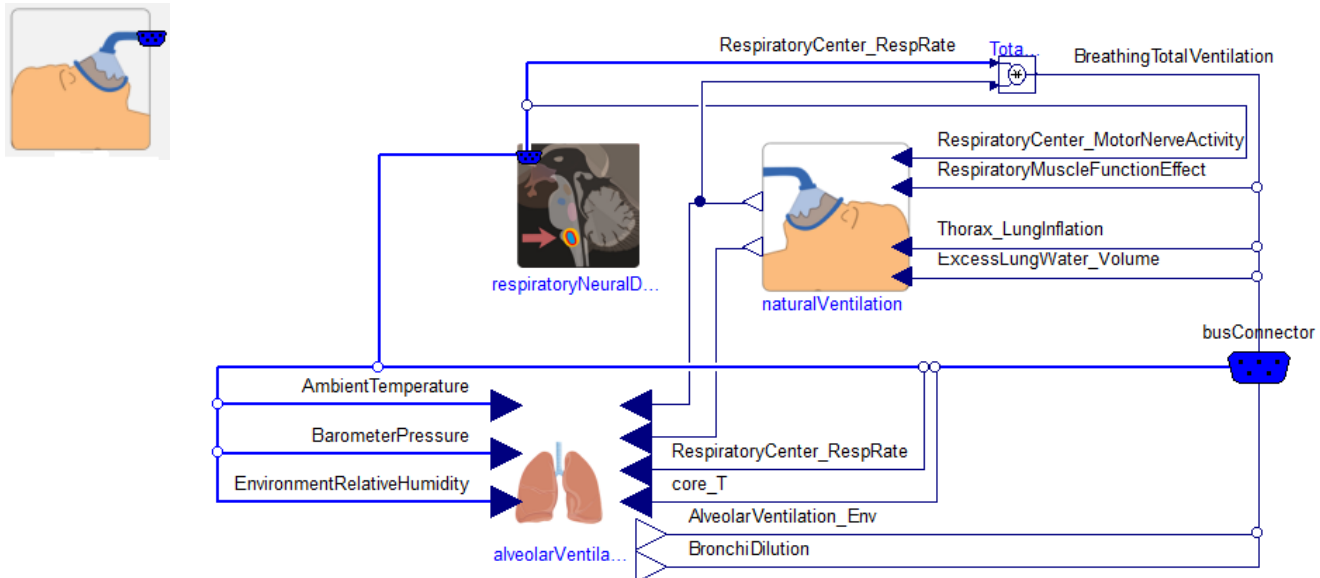 RespiratoryCenter_RespRate
Tota...
BreathingTotalVentilation
RespiratoryCenter_MotorNerveActivity
RespiratoryMuscleFunctionEffect
Thorax_LungInflation
ExcessLungWater_Volume
respiratoryNeuralD...
naturalVentilation
busConnector
AmbientTemperature
BarometerPressure
RespiratoryCenter_RespRate
EnvironmentRelativeHumidity
core_T
AlveolarVentilation_Env
BronchiDilution
alveolarVentila...